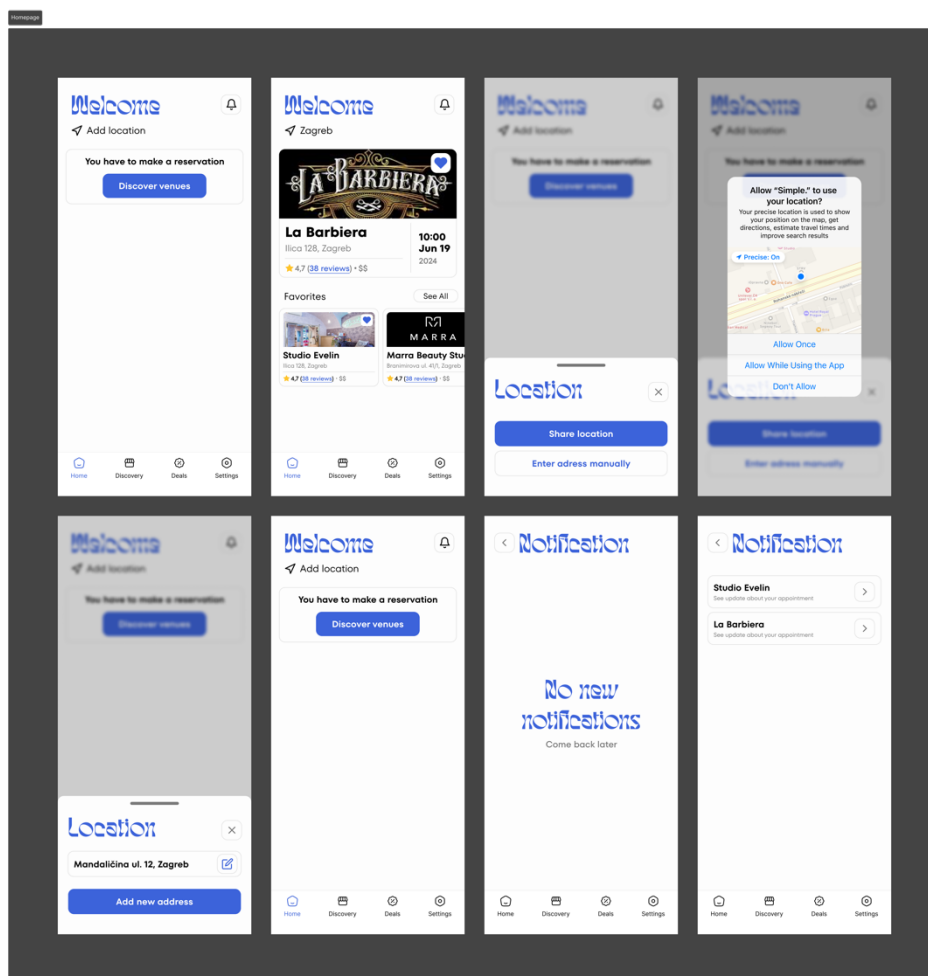 Homepage
Welcome
Add location
You have to make a reservation
Discover venues
Home
Discovery
Deals
Settings
Welcome
Zagreb
LA BARBIERA
La Barbiera
Ilica 128, Zagreb
4,7 (38 reviews) • $$
10:00
Jun 19
2024
Favorites
See All
Studio Evelin
Ilica 128, Zagreb
4,7 (38 reviews) • $$
MARRA
Marra Beauty Stu
Branimirova ul. 41/1, Zagreb
4,7 (38 reviews) • $$
Home
Discovery
Deals
Settings
Welcome
Add location
You have to make a reservation
Discover venues
Location
Share location
Enter adress manually
Welcome
Add location
You have to make a reservation
Discover venues
Allow “Simple.” to use
your location?
Your precise location is used to show
your position on the map, get
directions, estimate travel times and
improve search results
Precise: On
Allow Once
Allow While Using the App
Don’t Allow
Location
Share location
Enter adress manually
Welcome
Add location
You have to make a reservation
Discover venues
Location
Mandaličina ul. 12, Zagreb
Add new address
Welcome
Add location
You have to make a reservation
Discover venues
Home
Discovery
Deals
Settings
Notification
No new
notifications
Come back later
Home
Discovery
Deals
Settings
Notification
Studio Evelin
See update about your appointment
La Barbiera
See update about your appointment
Home
Discovery
Deals
Settings